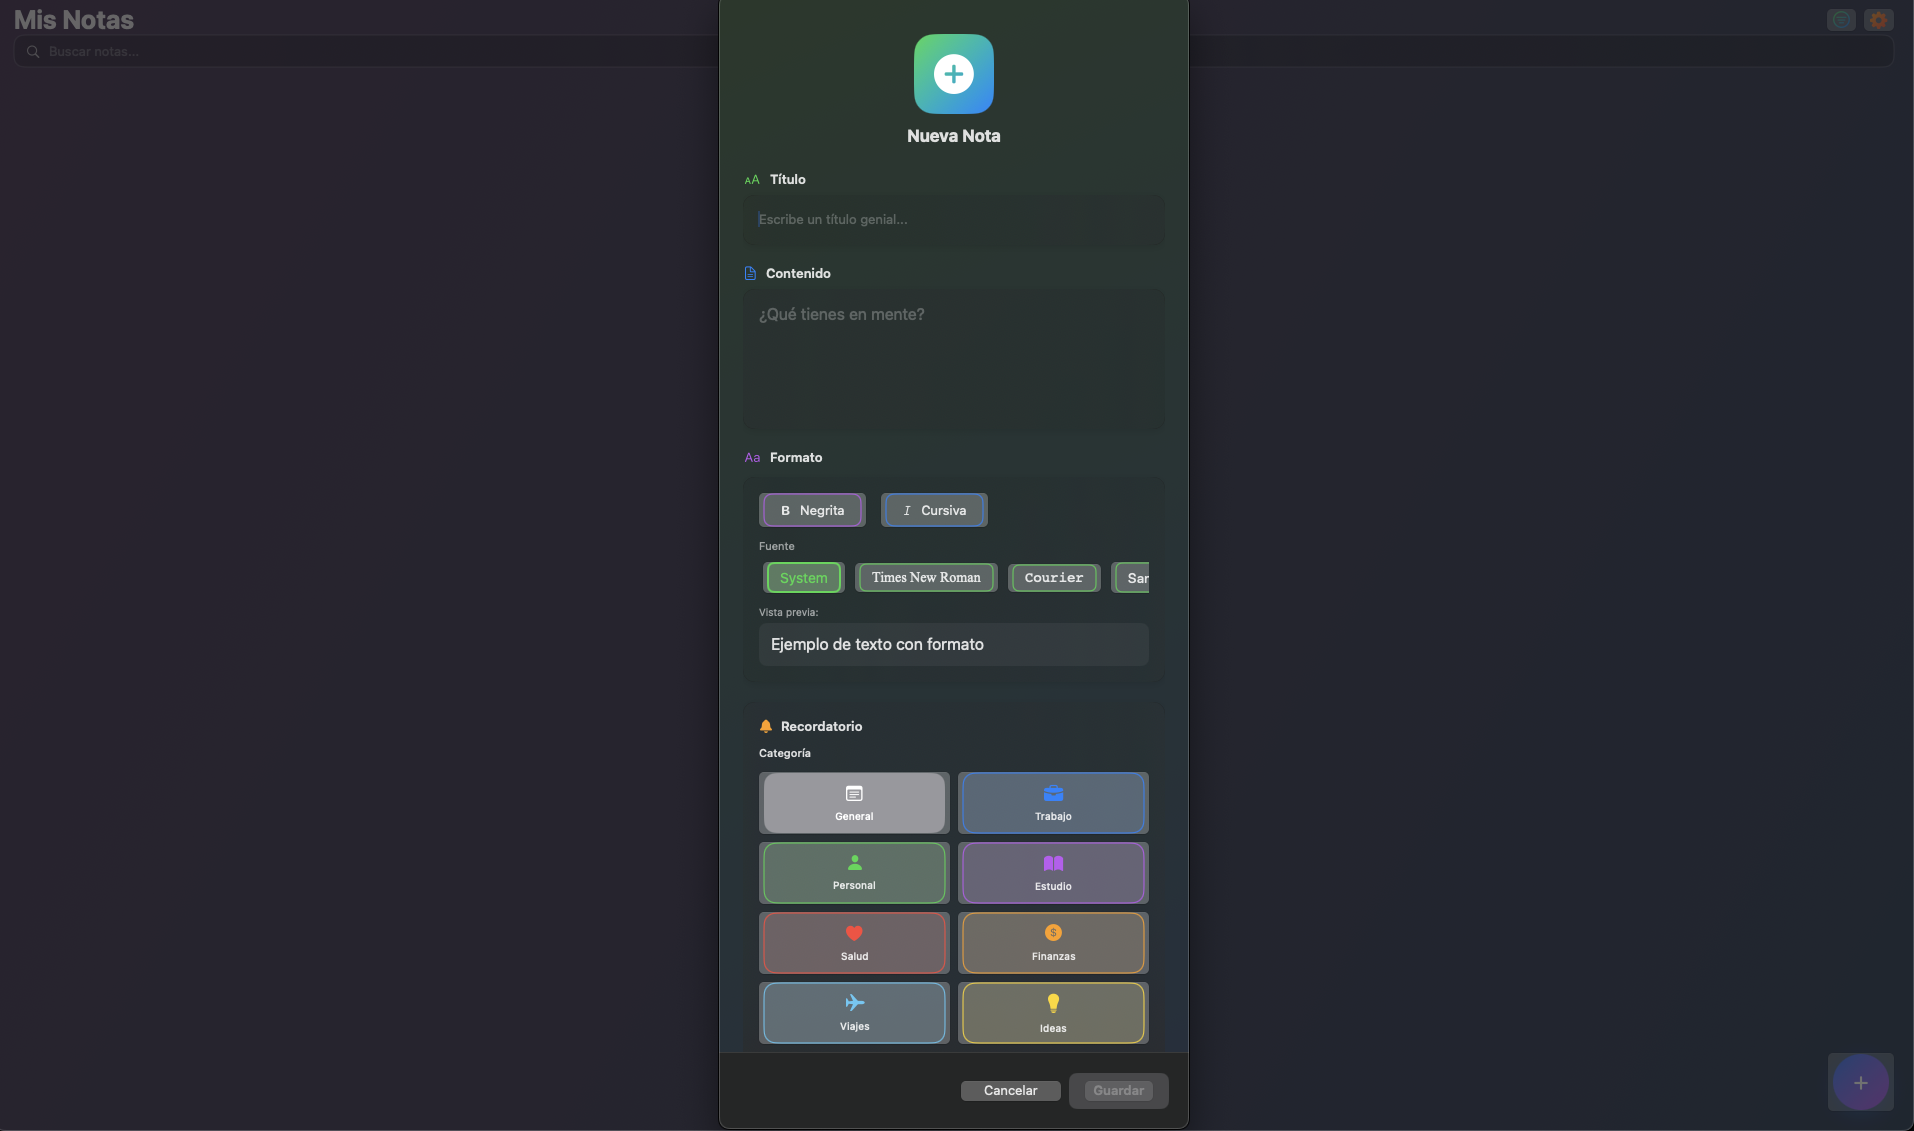 Mis Notas
Buscar notas...
Nueva Nota
AA Título
Escribe un título genial...
Contenido
¿Qué tienes en mente?
Aa Formato
B Negrita
I Cursiva
Fuente
System
Times New Roman
Courier
Sar
Vista previa:
Ejemplo de texto con formato
Recordatorio
Categoría
General
Trabajo
Personal
Estudio
Salud
$
Finanzas
Viajes
Ideas
Cancelar
Guardar